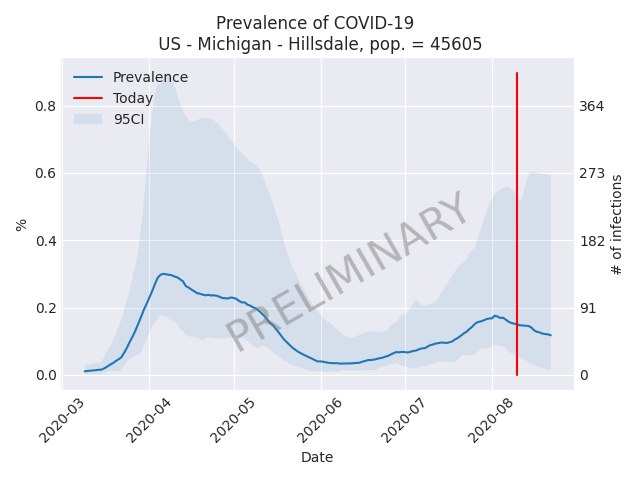 Prevalence of COVID-19
US - Michigan - Hillsdale, pop. = 45605
Prevalence
Today
95CI
0.8
0.6
0.4
0.2
0.0
%
364
273
182
91
0
# of infections
PRELIMINARY
2020-03
2020-04
2020-05
2020-06
2020-07
2020-08
Date